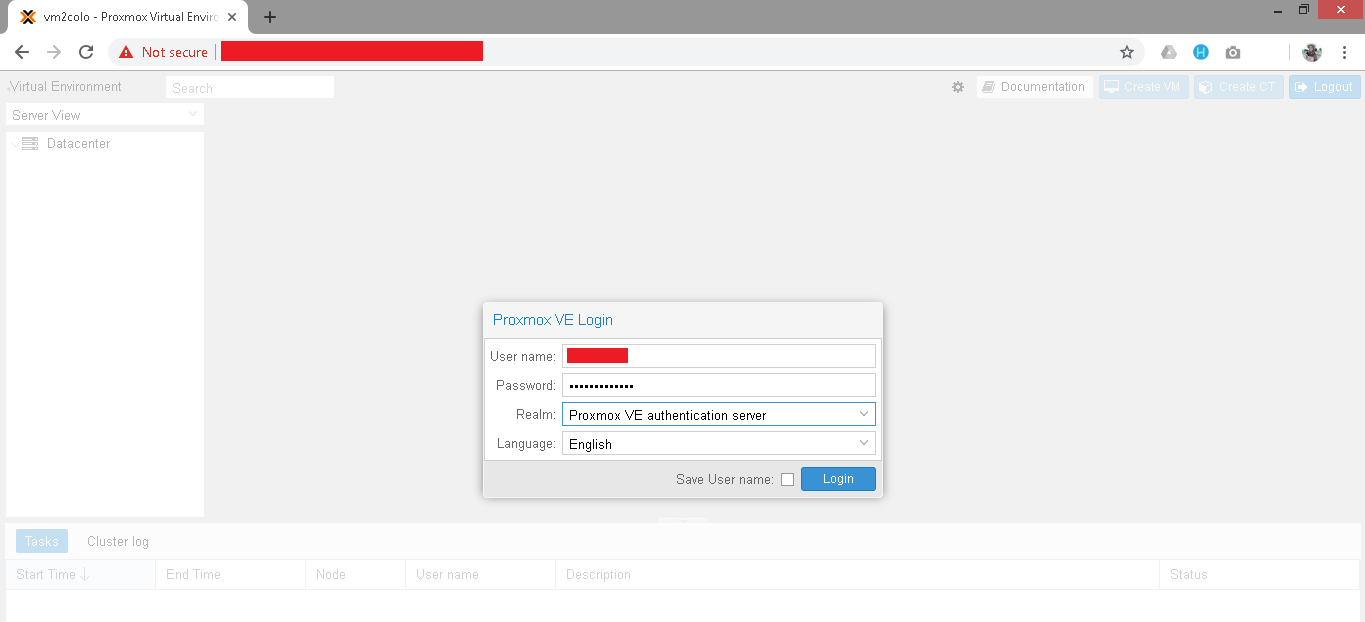 vm2colo - Proxmox Virtual Enviro
Not secure
Virtual Environment
Search
Documentation
Create VM
Create CT
Logout
Server View
Datacenter
Proxmox VE Login
User name:
Password:
Realm: Proxmox VE authentication server
Language: English
Save User name:
Login
Tasks
Cluster log
Start Time End Time Node User name Description Status